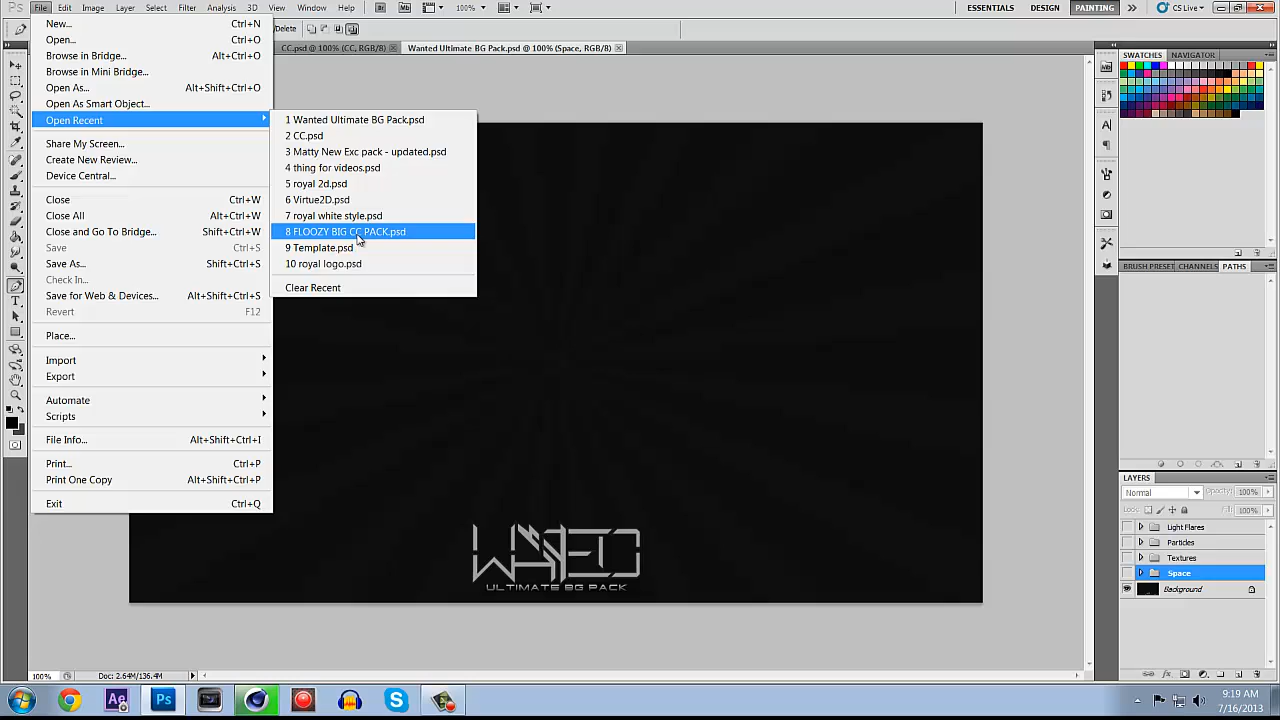 Ps File Edit Image Layer Select Filter Analysis 3D View Window Help Br Mb 100% ESSENTIALS DESIGN PAINTING CS Live
/Delete
CC.psd @ 100% (CC, RGB/8) Wanted Ultimate BG Pack.psd @ 100% (Space, RGB/8)
New... Ctrl+N
Open... Ctrl+O
Browse in Bridge... Alt+Ctrl+O
Browse in Mini Bridge...
Open As... Alt+Shift+Ctrl+O
Open As Smart Object...
Open Recent
Share My Screen...
Create New Review...
Device Central...
Close Ctrl+W
Close All Alt+Ctrl+W
Close and Go To Bridge... Shift+Ctrl+W
Save Ctrl+S
Save As... Shift+Ctrl+S
Check In...
Save for Web & Devices... Alt+Shift+Ctrl+S
Revert F12
Place...
Import
Export
Automate
Scripts
File Info... Alt+Shift+Ctrl+I
Print... Ctrl+P
Print One Copy Alt+Shift+Ctrl+P
Exit Ctrl+Q
1 Wanted Ultimate BG Pack.psd
2 CC.psd
3 Matty New Exc pack - updated.psd
4 thing for videos.psd
5 royal 2d.psd
6 Virtue2D.psd
7 royal white style.psd
8 FLOOZY BIG CC PACK.psd
9 Template.psd
10 royal logo.psd
Clear Recent
WANTED
ULTIMATE BG PACK
SWATCHES NAVIGATOR
Mb
BRUSH PRESET CHANNELS PATHS
LAYERS
Normal Opacity: 100%
Lock: Fill: 100%
Light Flares
Particles
Textures
Space
Background
100% Doc: 2.64M/136.4M
Ae Ps
9:19 AM
7/16/2013